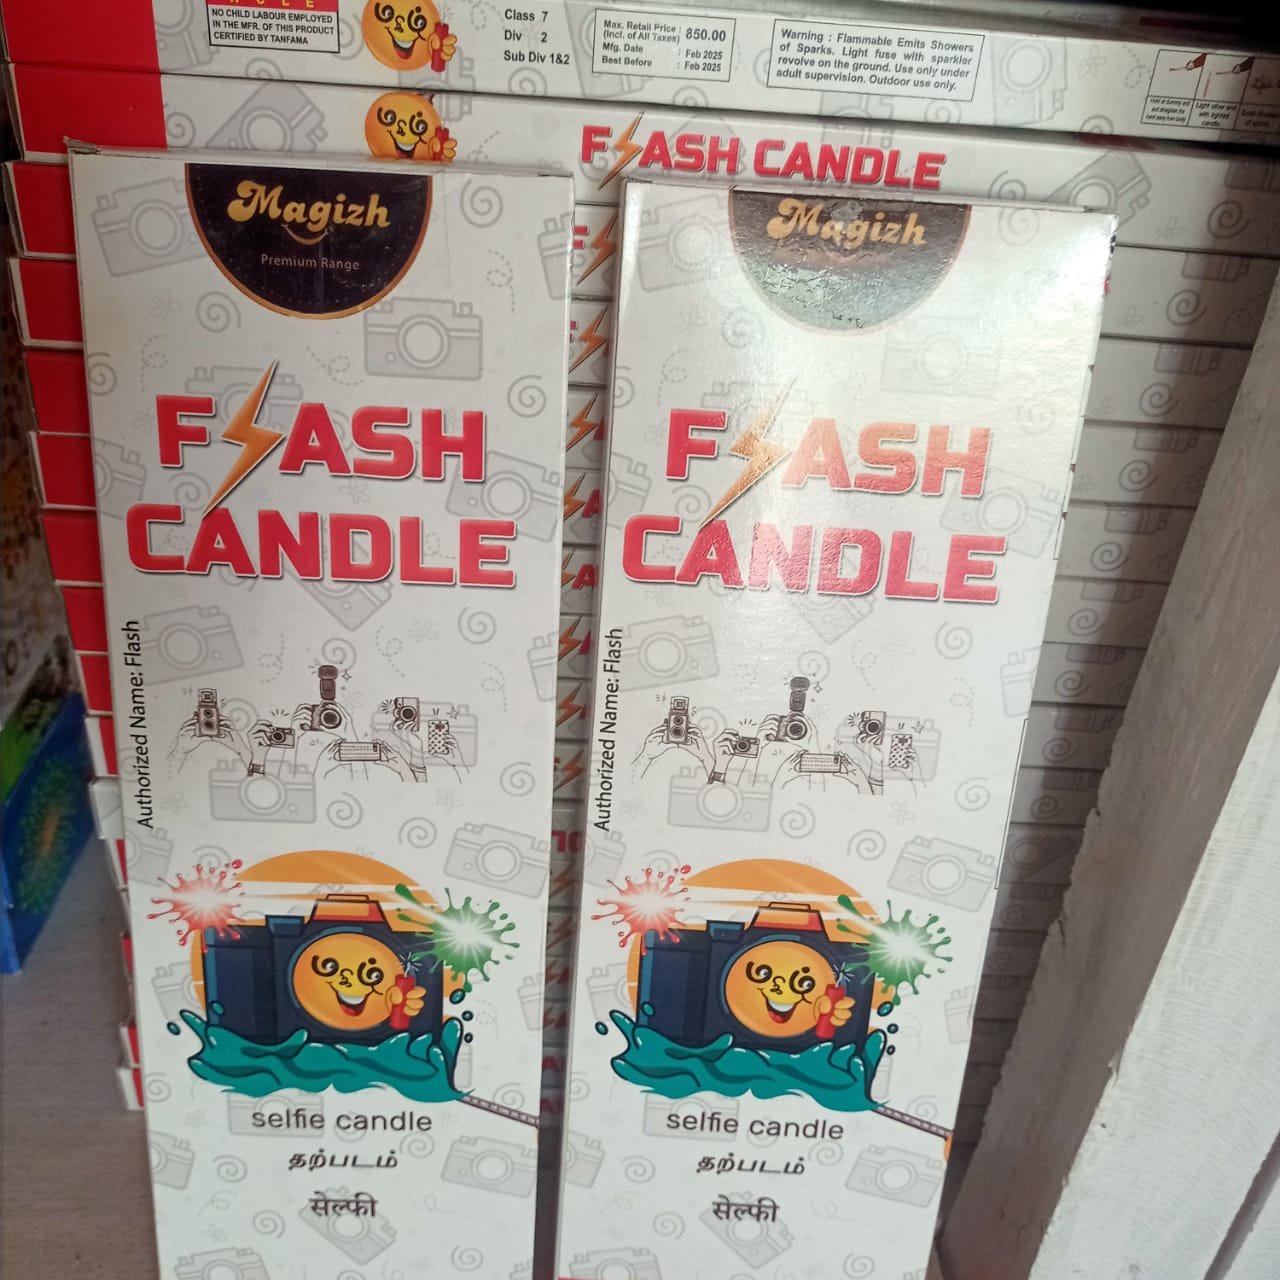 NO CHILD LABOUR EMPLOYED
IN THE MFR. OF THIS PRODUCT
CERTIFIED BY TANFAMA
Class 7
Div 2
Sub Div 1&2
Max. Retail Price : 850.00
(Incl. of All Taxes)
Mfg. Date : Feb 2025
Best Before : Feb 2025
Warning : Flammable Emits Showers
of Sparks. Light fuse with sparklor
revolve on the ground. Use only under
adult supervision. Outdoor use only.
FLASH CANDLE
Magizh
Premium Range
FLASH
CANDLE
Authorized Name: Flash
மகிழ்
selfie candle
தற்படம்
सेल्फी
Magizh
FLASH
CANDLE
Authorized Name: Flash
மகிழ்
selfie candle
தற்படம்
सेल्फी